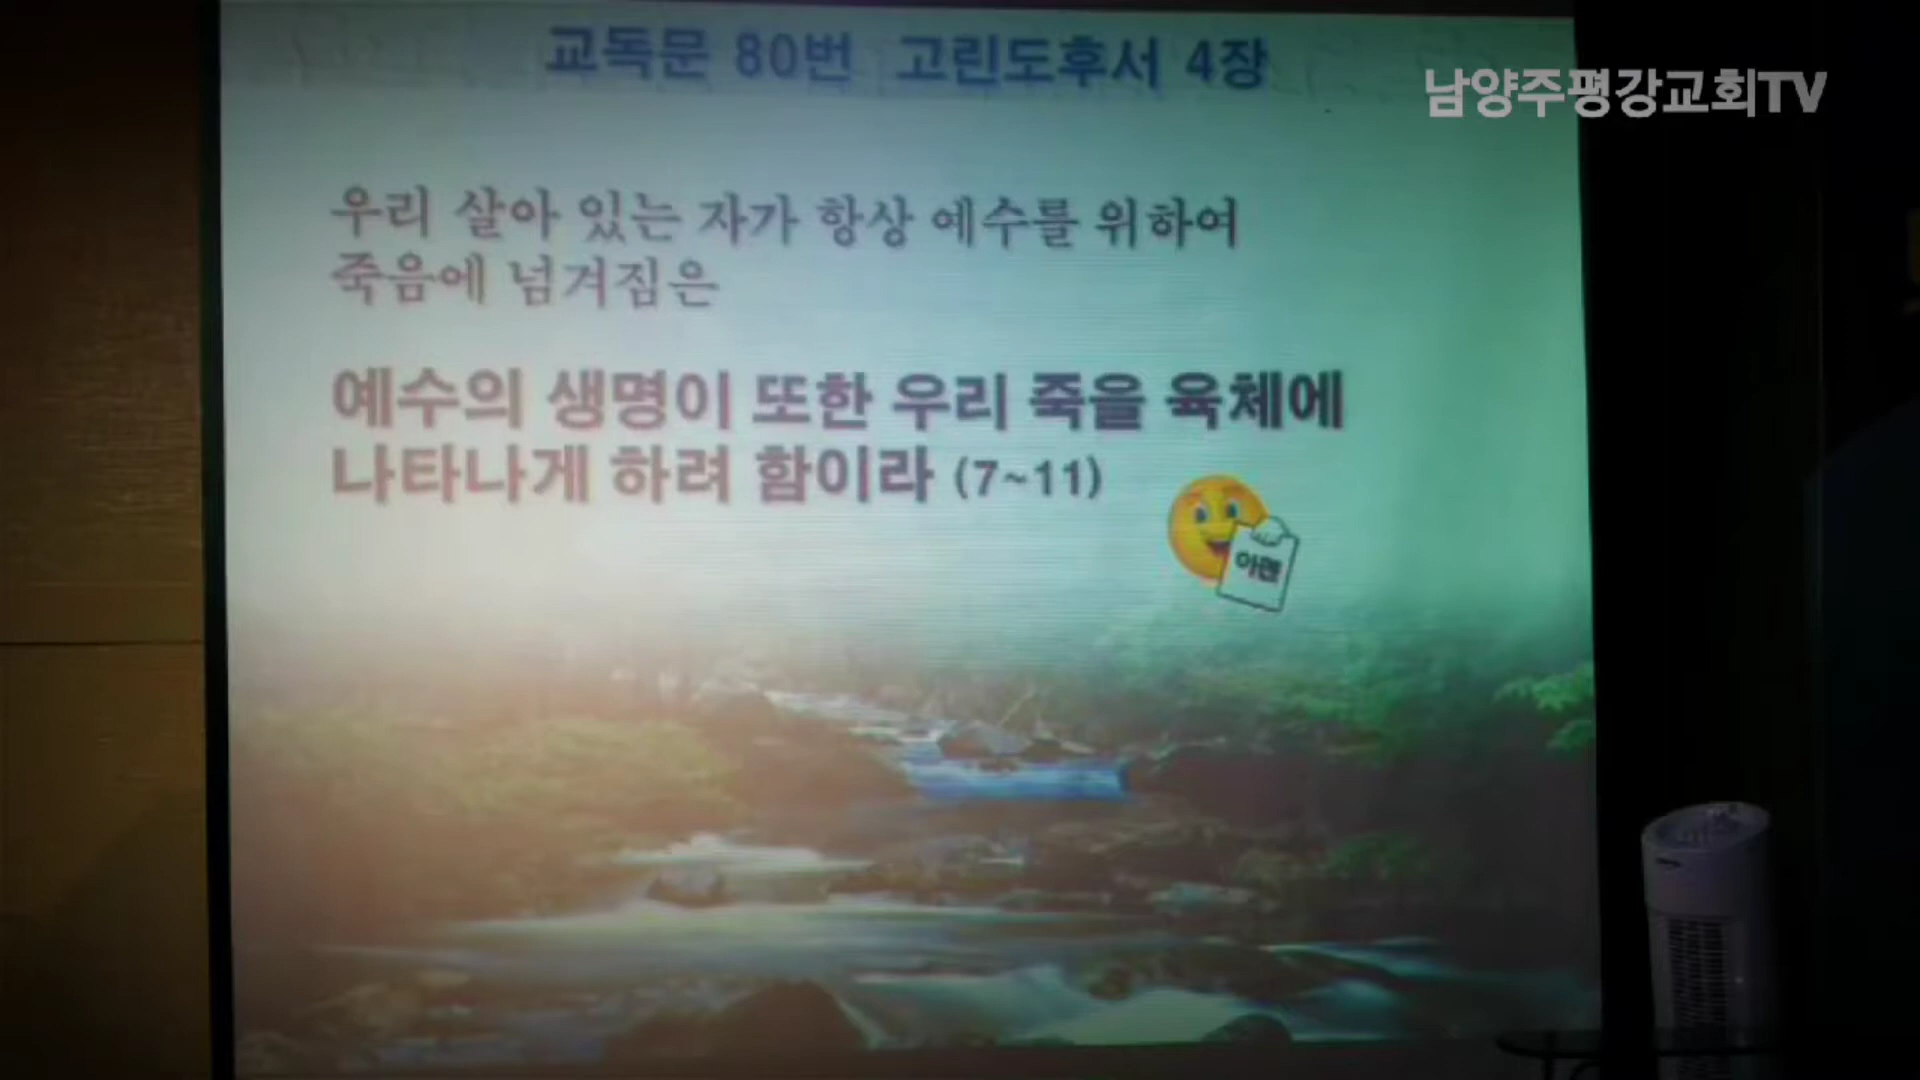 교독문 80번 고린도후서 4장
남양주평강교회TV
우리 살아 있는 자가 항상 예수를 위하여
죽음에 넘겨짐은
예수의 생명이 또한 우리 죽을 육체에
나타나게 하려 함이라 (7~11)
아멘